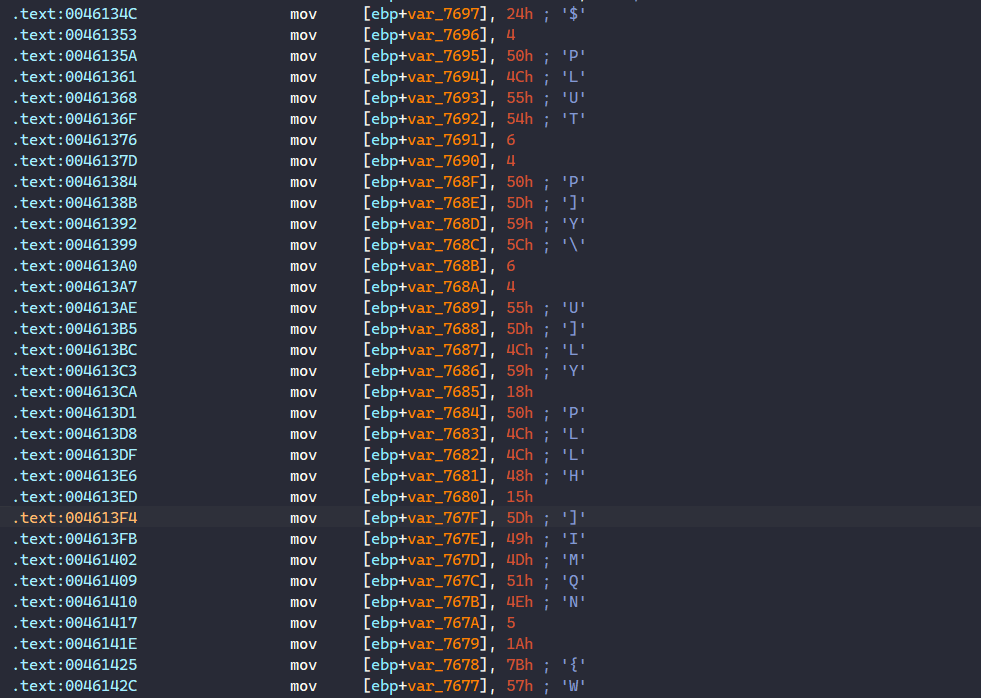 .text:0046134C mov [ebp+var_7697], 24h ; '$'
.text:00461353 mov [ebp+var_7696], 4
.text:0046135A mov [ebp+var_7695], 50h ; 'P'
.text:00461361 mov [ebp+var_7694], 4Ch ; 'L'
.text:00461368 mov [ebp+var_7693], 55h ; 'U'
.text:0046136F mov [ebp+var_7692], 54h ; 'T'
.text:00461376 mov [ebp+var_7691], 6
.text:0046137D mov [ebp+var_7690], 4
.text:00461384 mov [ebp+var_768F], 50h ; 'P'
.text:0046138B mov [ebp+var_768E], 5Dh ; ']'
.text:00461392 mov [ebp+var_768D], 59h ; 'Y'
.text:00461399 mov [ebp+var_768C], 5Ch ; '\'
.text:004613A0 mov [ebp+var_768B], 6
.text:004613A7 mov [ebp+var_768A], 4
.text:004613AE mov [ebp+var_7689], 55h ; 'U'
.text:004613B5 mov [ebp+var_7688], 5Dh ; ']'
.text:004613BC mov [ebp+var_7687], 4Ch ; 'L'
.text:004613C3 mov [ebp+var_7686], 59h ; 'Y'
.text:004613CA mov [ebp+var_7685], 18h
.text:004613D1 mov [ebp+var_7684], 50h ; 'P'
.text:004613D8 mov [ebp+var_7683], 4Ch ; 'L'
.text:004613DF mov [ebp+var_7682], 4Ch ; 'L'
.text:004613E6 mov [ebp+var_7681], 48h ; 'H'
.text:004613ED mov [ebp+var_7680], 15h
.text:004613F4 mov [ebp+var_767F], 5Dh ; ']'
.text:004613FB mov [ebp+var_767E], 49h ; 'I'
.text:00461402 mov [ebp+var_767D], 4Dh ; 'M'
.text:00461409 mov [ebp+var_767C], 51h ; 'Q'
.text:00461410 mov [ebp+var_767B], 4Eh ; 'N'
.text:00461417 mov [ebp+var_767A], 5
.text:0046141E mov [ebp+var_7679], 1Ah
.text:00461425 mov [ebp+var_7678], 7Bh ; '{'
.text:0046142C mov [ebp+var_7677], 57h ; 'W'